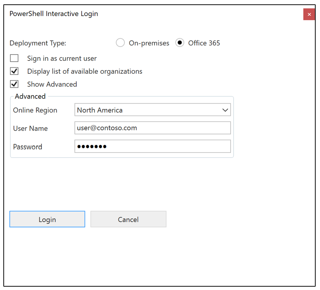 PowerShell Interactive Login
Deployment Type: On-premises Office 365
Sign in as current user
Display list of available organizations
Show Advanced
Advanced
Online Region North America
User Name user@contoso.com
Password •••••••
Login Cancel